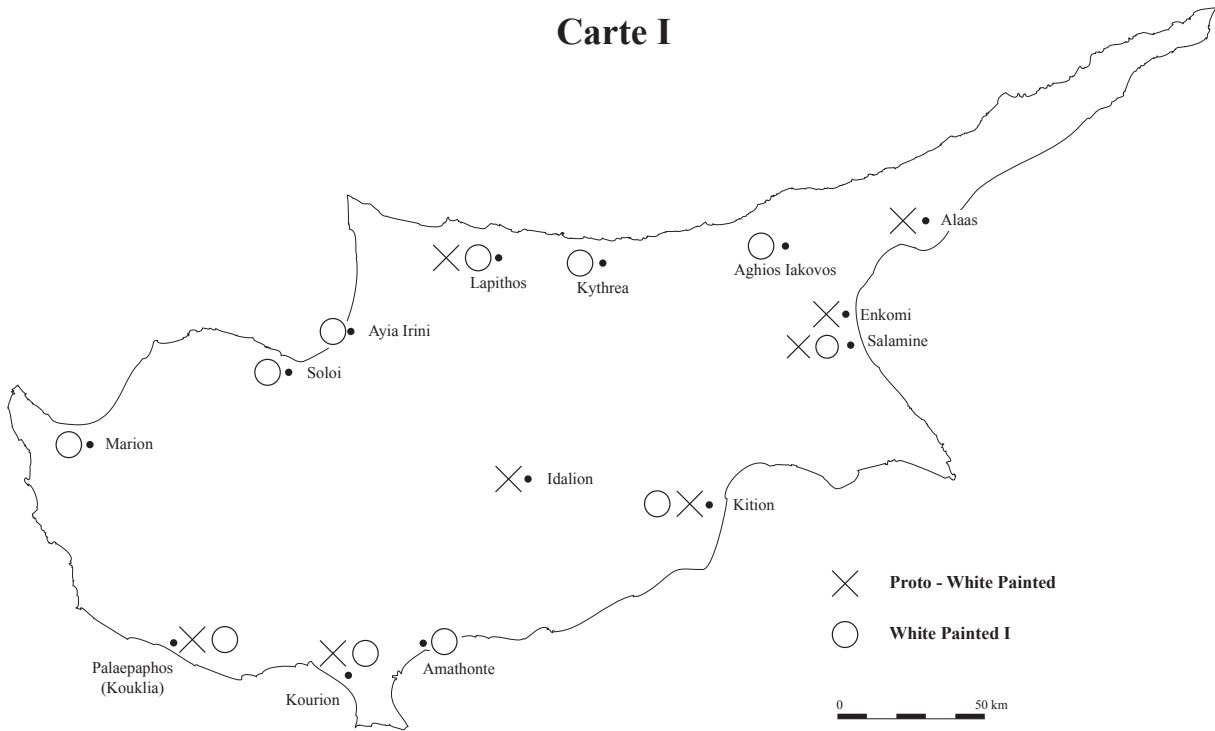 Carte I
Alaas
Aghios Iakovos
Lapithos
Kythrea
Enkomi
Salamine
Ayia Irini
Soloi
Marion
Idalion
Kition
Proto - White Painted
White Painted I
Palaepaphos
(Kouklia)
Kourion
Amathonte
0 50 km